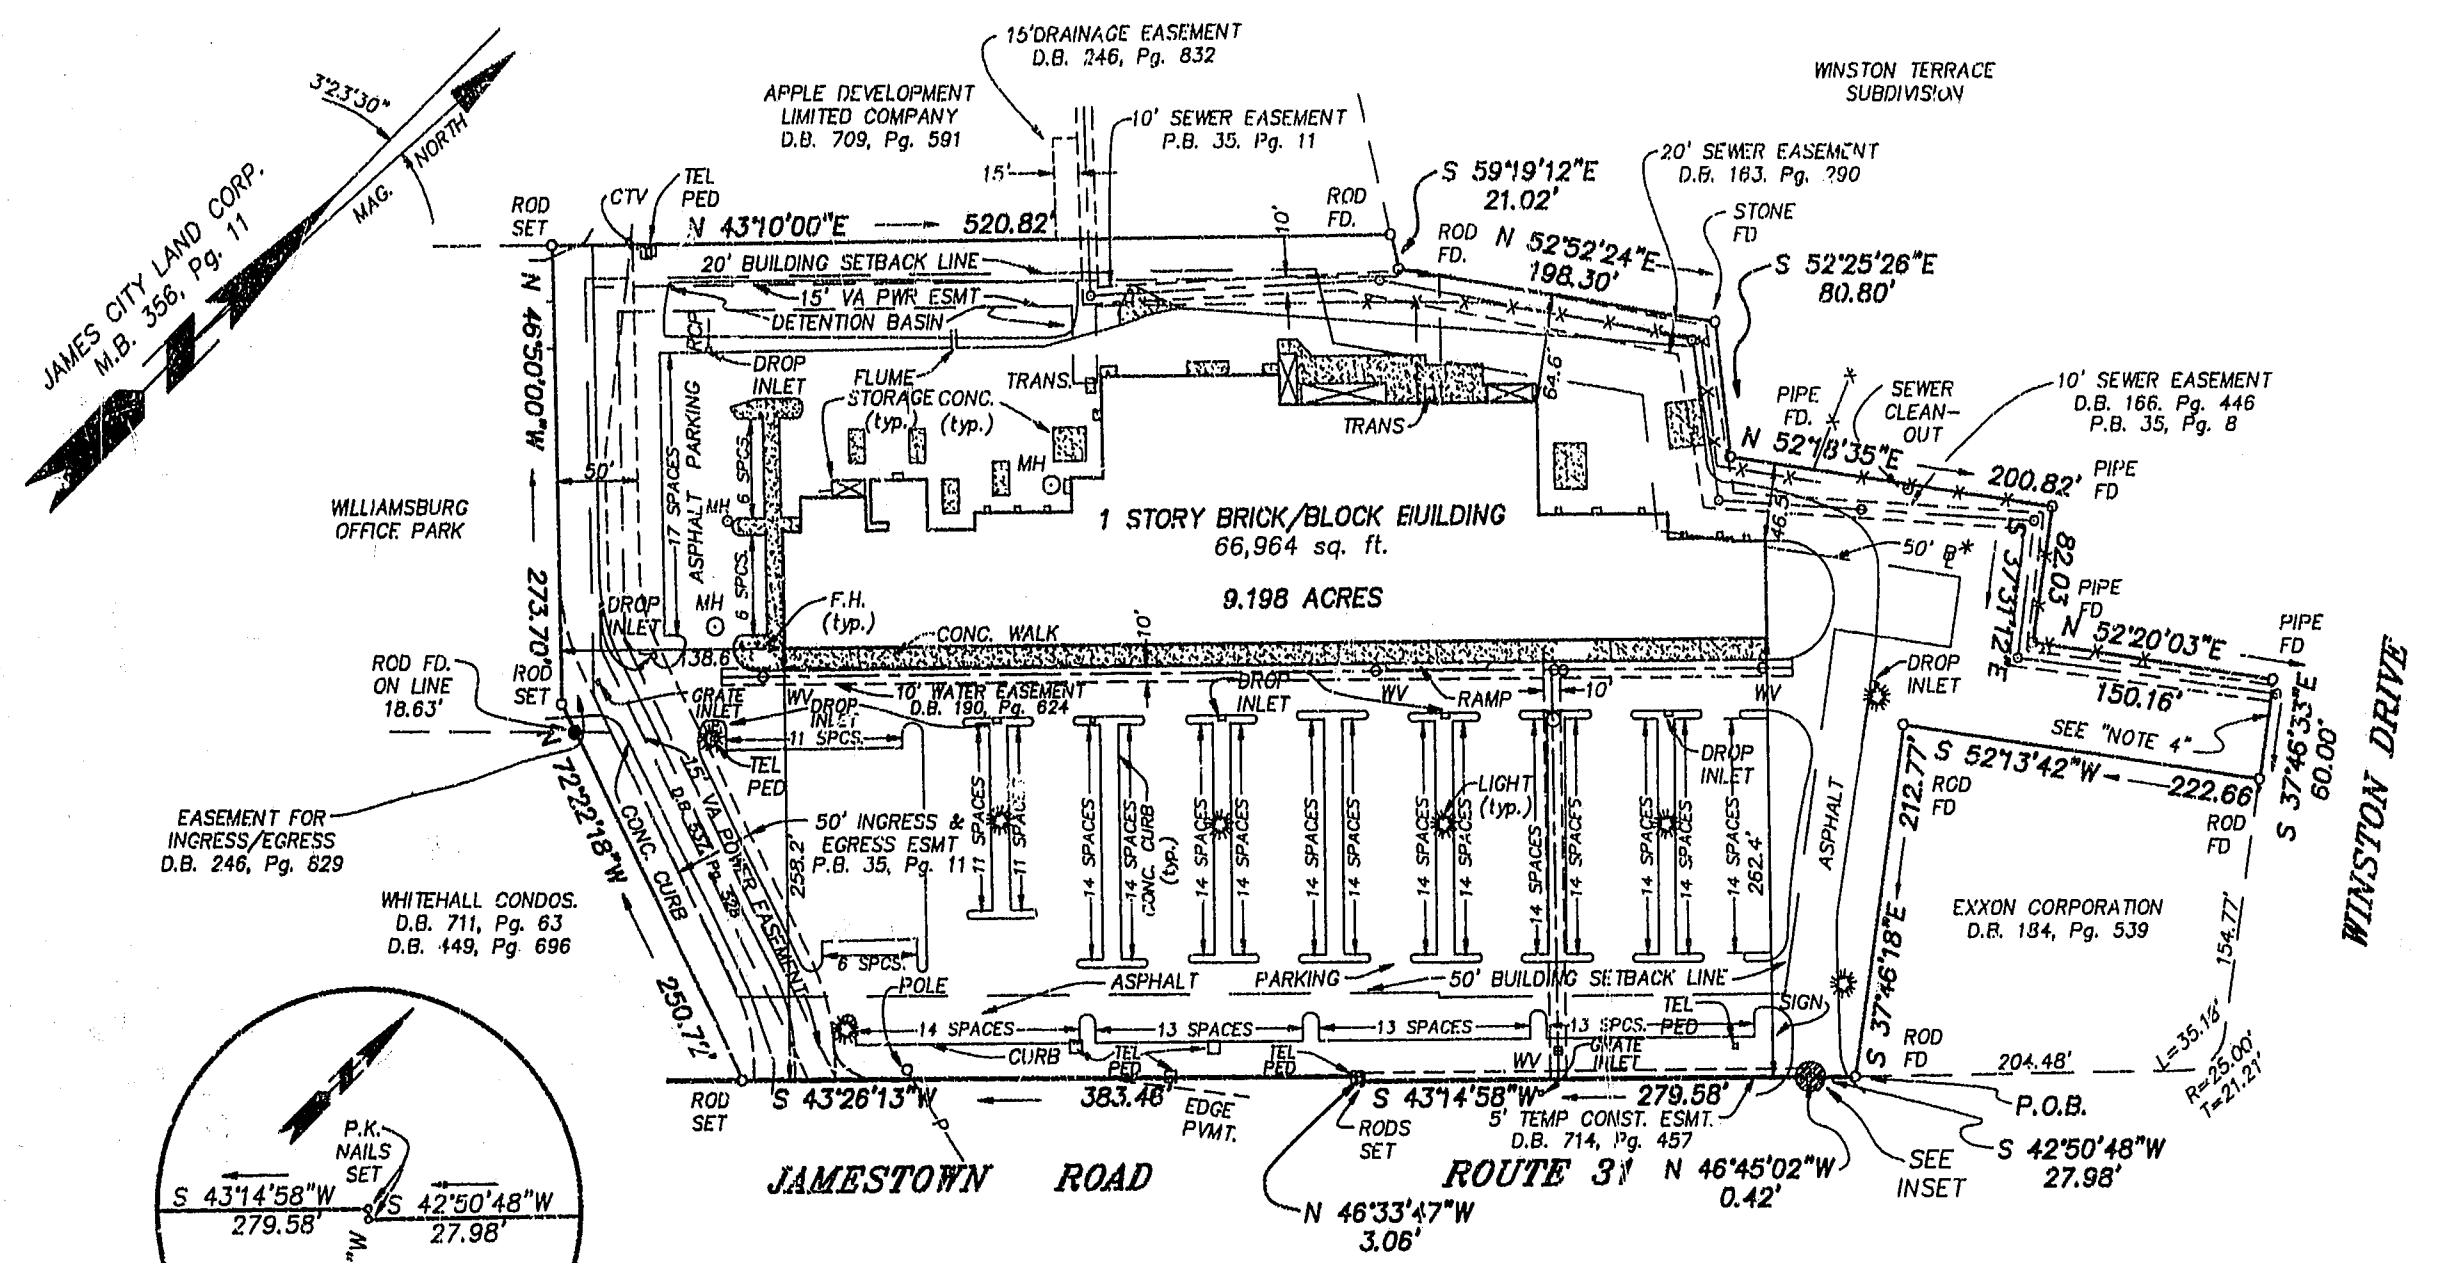 15'DRAINAGE EASEMENT
D.B. 246, Pg. 832
WINSTON TERRACE
SUBDIVISION
APPLE DEVELOPMENT
LIMITED COMPANY
D.B. 709, Pg. 591
10' SEWER EASEMENT
P.B. 35. Pg. 11
3°23'30"
MAG. NORTH
JAMES CITY LAND CORP.
M.B. 356, Pg. 11
20' SEWER EASEMENT
D.B. 163. Pg. 290
S 59°19'12"E
21.02'
STONE
FD
ROD
SET
CTV
TEL
PED
N 43°10'00"E
520.82'
15'
10'
ROD
FD.
ROD
FD.
N 52°52'24"E
198.30'
S 52°25'26"E
80.80'
20' BUILDING SETBACK LINE
15' VA PWR ESMT
DETENTION BASIN
RCP
DROP
INLET
FLUME
STORAGE
(typ.)
CONC.
(typ.)
TRANS.
TRANS
64.6
PIPE
FD.
SEWER
CLEAN-
OUT
10' SEWER EASEMENT
D.B. 166. Pg. 446
P.B. 35, Pg. 8
N 52°18'35"E
200.82'
PIPE
FD
N 46°50'00"W
273.70'
50'
17 SPACES
ASPHALT PARKING
6 SPCS.
6 SPCS.
MH
MH
MH
WILLIAMSBURG
OFFICE PARK
1 STORY BRICK/BLOCK BUILDING
66,964 sq. ft.
9.198 ACRES
46.5
50' B*
S 37°31'12"E
82.03
PIPE
FD
N 52°20'03"E
150.16'
PIPE
FD
DROP
INLET
F.H.
(typ.)
CONC. WALK
10'
138.6
ROD FD.
ON LINE
18.63'
ROD
SET
GRATE
INLET
WV
10' WATER EASEMENT
D.B. 190, Pg. 624
DROP
INLET
DROP
INLET
WV
RAMP
10'
WV
DROP
INLET
SEE "NOTE 4"
S 37°46'33"E
60.00'
WINSTON DRIVE
11 SPCS.
TEL
PED
S 52°13'42"W
222.66
ROD
FD
ROD
FD
DROP
INLET
LIGHT
(typ.)
11 SPACES
11 SPACES
14 SPACES
14 SPACES
CONC. CURB
(typ.)
14 SPACES
14 SPACES
14 SPACES
14 SPACES
14 SPACES
14 SPACES
14 SPACES
14 SPACES
14 SPACES
14 SPACES
14 SPACES
262.4'
ASPHALT
S 37°46'18"E
212.77'
EASEMENT FOR
INGRESS/EGRESS
D.B. 246, Pg. 829
N 72°22'18"W
CONC. CURB
15' VA POWER EASEMENT
50' INGRESS &
EGRESS ESMT
P.B. 35, Pg. 11
258.2'
EXXON CORPORATION
D.B. 184, Pg. 539
154.77'
WHITEHALL CONDOS.
D.B. 711, Pg. 63
D.B. 449, Pg 696
6 SPCS.
POLE
ASPHALT
PARKING
50' BUILDING SETBACK LINE
SIGN
TEL
PED
14 SPACES
13 SPACES
13 SPACES
13 SPCS.
CURB
TEL
PED
TEL
PED
WV
GRATE
INLET
ROD
FD
204.48'
L=35.18'
R=25.00'
T=21.21'
ROD
SET
S 43°26'13"W
383.46'
EDGE
PVMT.
RODS
SET
S 43°14'58"W
279.58'
5' TEMP CONST. ESMT.
D.B. 714, Pg. 457
P.O.B.
S 42°50'48"W
27.98'
SEE
INSET
N 46°45'02"W
0.42'
N 46°33'47"W
3.06'
JAMESTOWN ROAD
ROUTE 31
P.K.
NAILS
SET
S 43°14'58"W
279.58'
S 42°50'48"W
27.98'